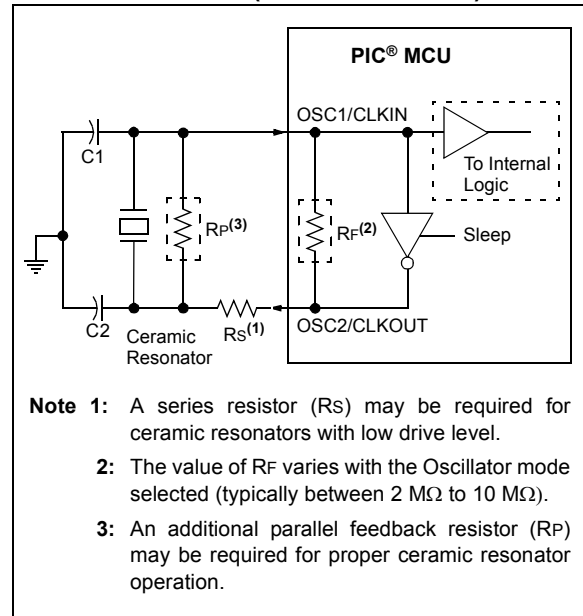 PIC® MCU
OSC1/CLKIN
C1
To Internal
Logic
RP(3)
RF(2)
Sleep
C2
Ceramic
Resonator
RS(1)
OSC2/CLKOUT
Note 1: A series resistor (RS) may be required for
ceramic resonators with low drive level.
2: The value of RF varies with the Oscillator mode
selected (typically between 2 MΩ to 10 MΩ).
3: An additional parallel feedback resistor (RP)
may be required for proper ceramic resonator
operation.